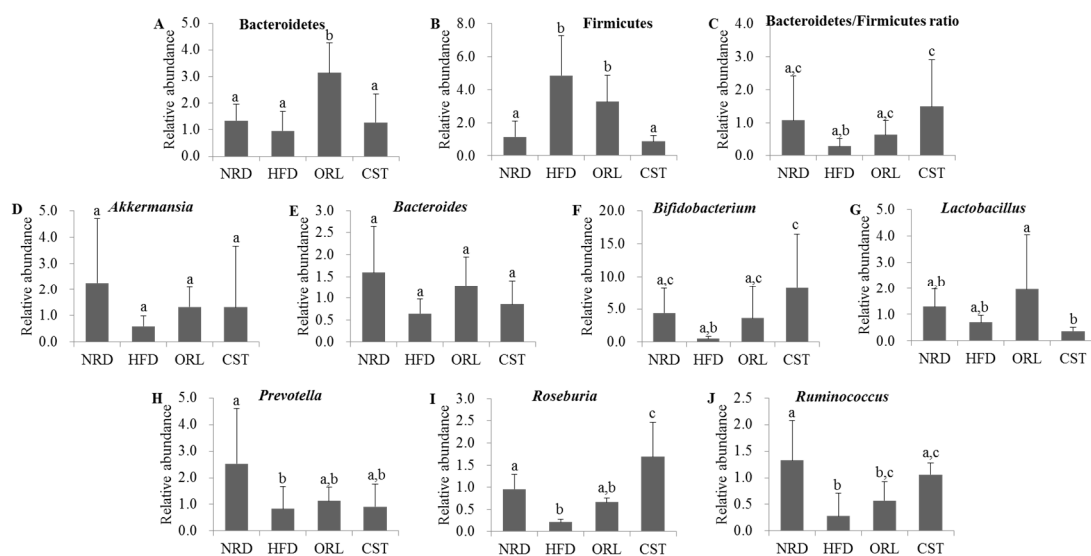 A Bacteroidetes
Relative abundance
5.0
4.0
3.0
2.0
1.0
0.0
a
a
b
a
NRD HFD ORL CST
B Firmicutes
Relative abundance
8.0
6.0
4.0
2.0
0.0
a
b
b
a
NRD HFD ORL CST
C Bacteroidetes/Firmicutes ratio
Relative abundance
4.0
3.0
2.0
1.0
0.0
a,c
a,b
a,c
c
NRD HFD ORL CST
D Akkermansia
Relative abundance
5.0
4.0
3.0
2.0
1.0
0.0
a
a
a
a
NRD HFD ORL CST
E Bacteroides
Relative abundance
3.0
2.5
2.0
1.5
1.0
0.5
0.0
a
a
a
a
NRD HFD ORL CST
F Bifidobacterium
Relative abundance
20.0
15.0
10.0
5.0
0.0
a,c
a,b
a,c
c
NRD HFD ORL CST
G Lactobacillus
Relative abundance
5.0
4.0
3.0
2.0
1.0
0.0
a,b
a,b
a
b
NRD HFD ORL CST
H Prevotella
Relative abundance
5.0
4.0
3.0
2.0
1.0
0.0
a
b
a,b
a,b
NRD HFD ORL CST
I Roseburia
Relative abundance
3.0
2.5
2.0
1.5
1.0
0.5
0.0
a
b
a,b
c
NRD HFD ORL CST
J Ruminococcus
Relative abundance
2.5
2.0
1.5
1.0
0.5
0.0
a
b
b,c
a,c
NRD HFD ORL CST